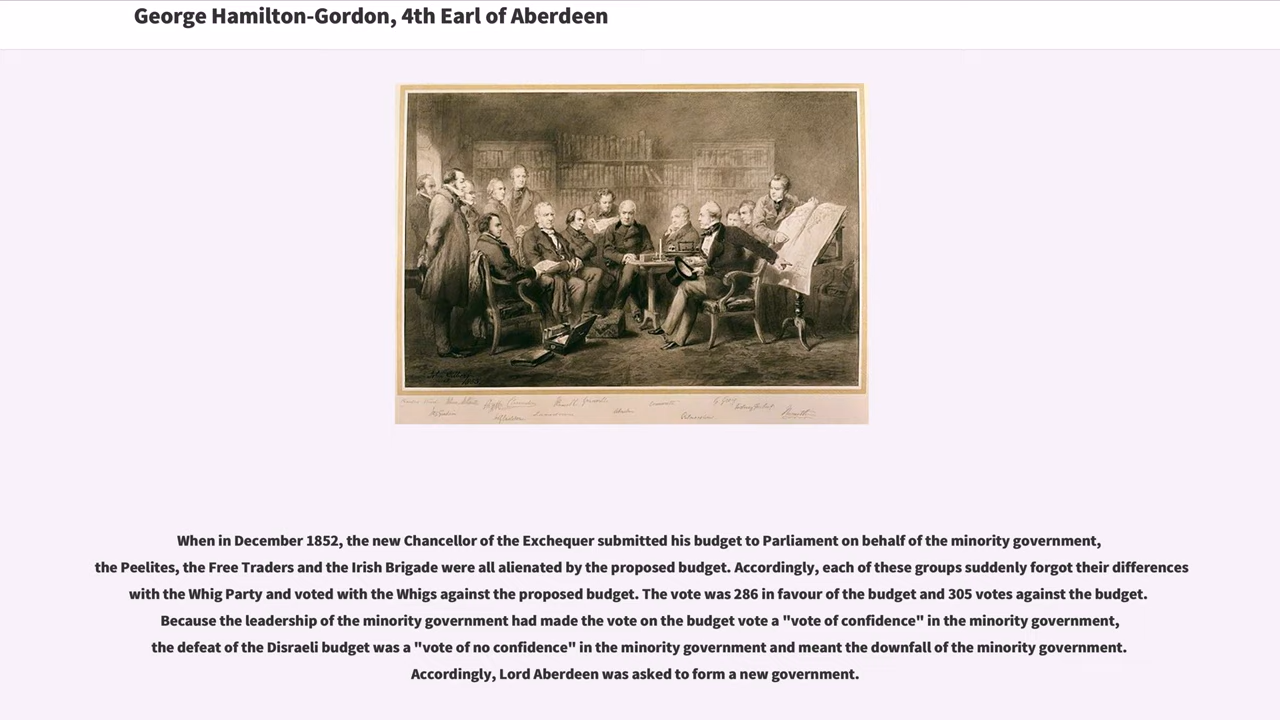 George Hamilton-Gordon, 4th Earl of Aberdeen
When in December 1852, the new Chancellor of the Exchequer submitted his budget to Parliament on behalf of the minority government,
the Peelites, the Free Traders and the Irish Brigade were all alienated by the proposed budget. Accordingly, each of these groups suddenly forgot their differences
with the Whig Party and voted with the Whigs against the proposed budget. The vote was 286 in favour of the budget and 305 votes against the budget.
Because the leadership of the minority government had made the vote on the budget vote a "vote of confidence" in the minority government,
the defeat of the Disraeli budget was a "vote of no confidence" in the minority government and meant the downfall of the minority government.
Accordingly, Lord Aberdeen was asked to form a new government.